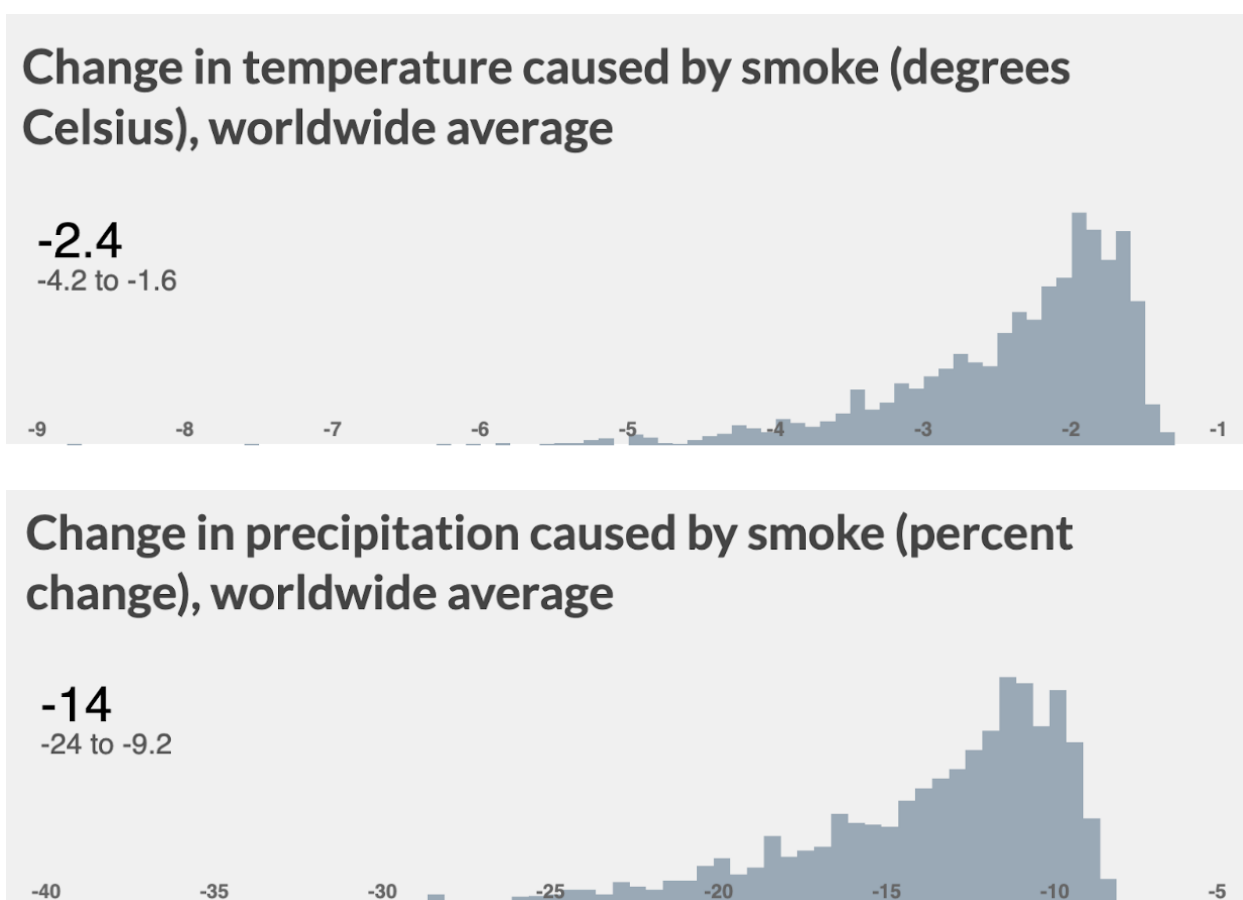 Change in temperature caused by smoke (degrees
Celsius), worldwide average
-2.4
-4.2 to -1.6
-9 -8 -7 -6 -5 -4 -3 -2 -1
Change in precipitation caused by smoke (percent
change), worldwide average
-14
-24 to -9.2
-40 -35 -30 -25 -20 -15 -10 -5